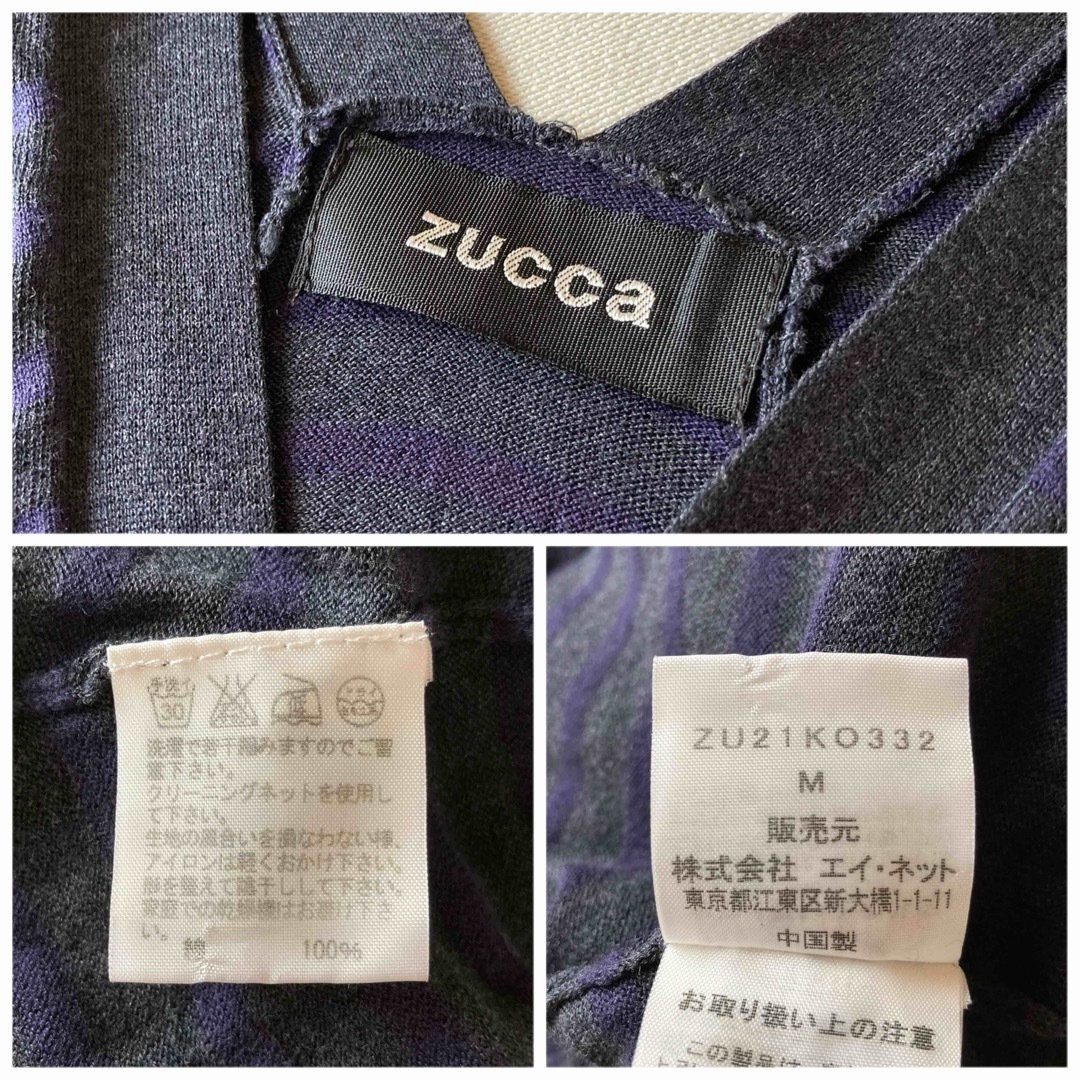 zucca
手洗イ
30
中
ドライ
洗濯で若干縮みますのでご留
意下さい。
クリーニングネットを使用し
て下さい。
生地の風合いを損なわない様、
アイロンは軽くおかけ下さい。
形を整えて陰干しして下さい。
家庭での乾燥機はお避け下さ
い。
綿 100%
ZU21KO332
M
販売元
株式会社 エイ・ネット
東京都江東区新大橋1-1-11
中国製
お取り扱い上の注意
この製品は